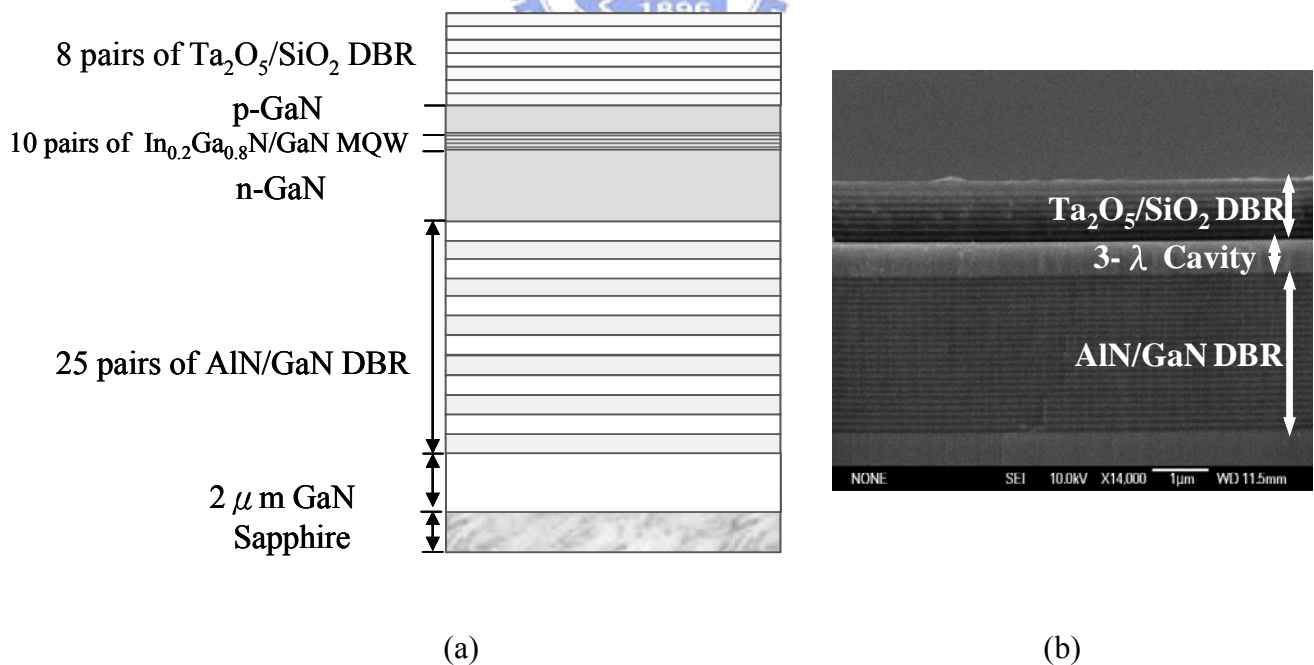 1896
8 pairs of Ta₂O₅/SiO₂ DBR
p-GaN
10 pairs of In₀.₂Ga₀.₈N/GaN MQW
n-GaN
25 pairs of AlN/GaN DBR
2 μm GaN
Sapphire
(a)
Ta₂O₅/SiO₂ DBR
3-λ Cavity
AlN/GaN DBR
NONE SEI 10.0kV X14,000 1μm WD 11.5mm
(b)